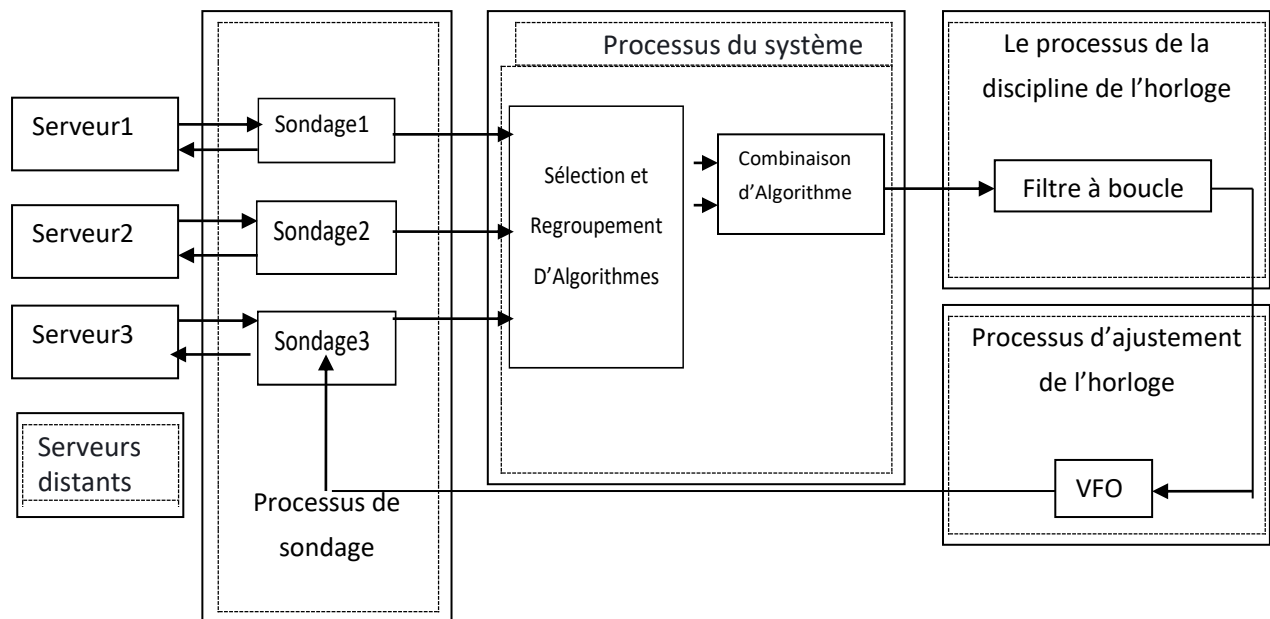 Serveur1
Serveur2
Serveur3
Serveurs
distants
Sondage1
Sondage2
Sondage3
Processus de
sondage
Processus du système
Sélection et
Regroupement
D’Algorithmes
Combinaison
d’Algorithme
Le processus de la
discipline de l’horloge
Filtre à boucle
Processus d’ajustement
de l’horloge
VFO